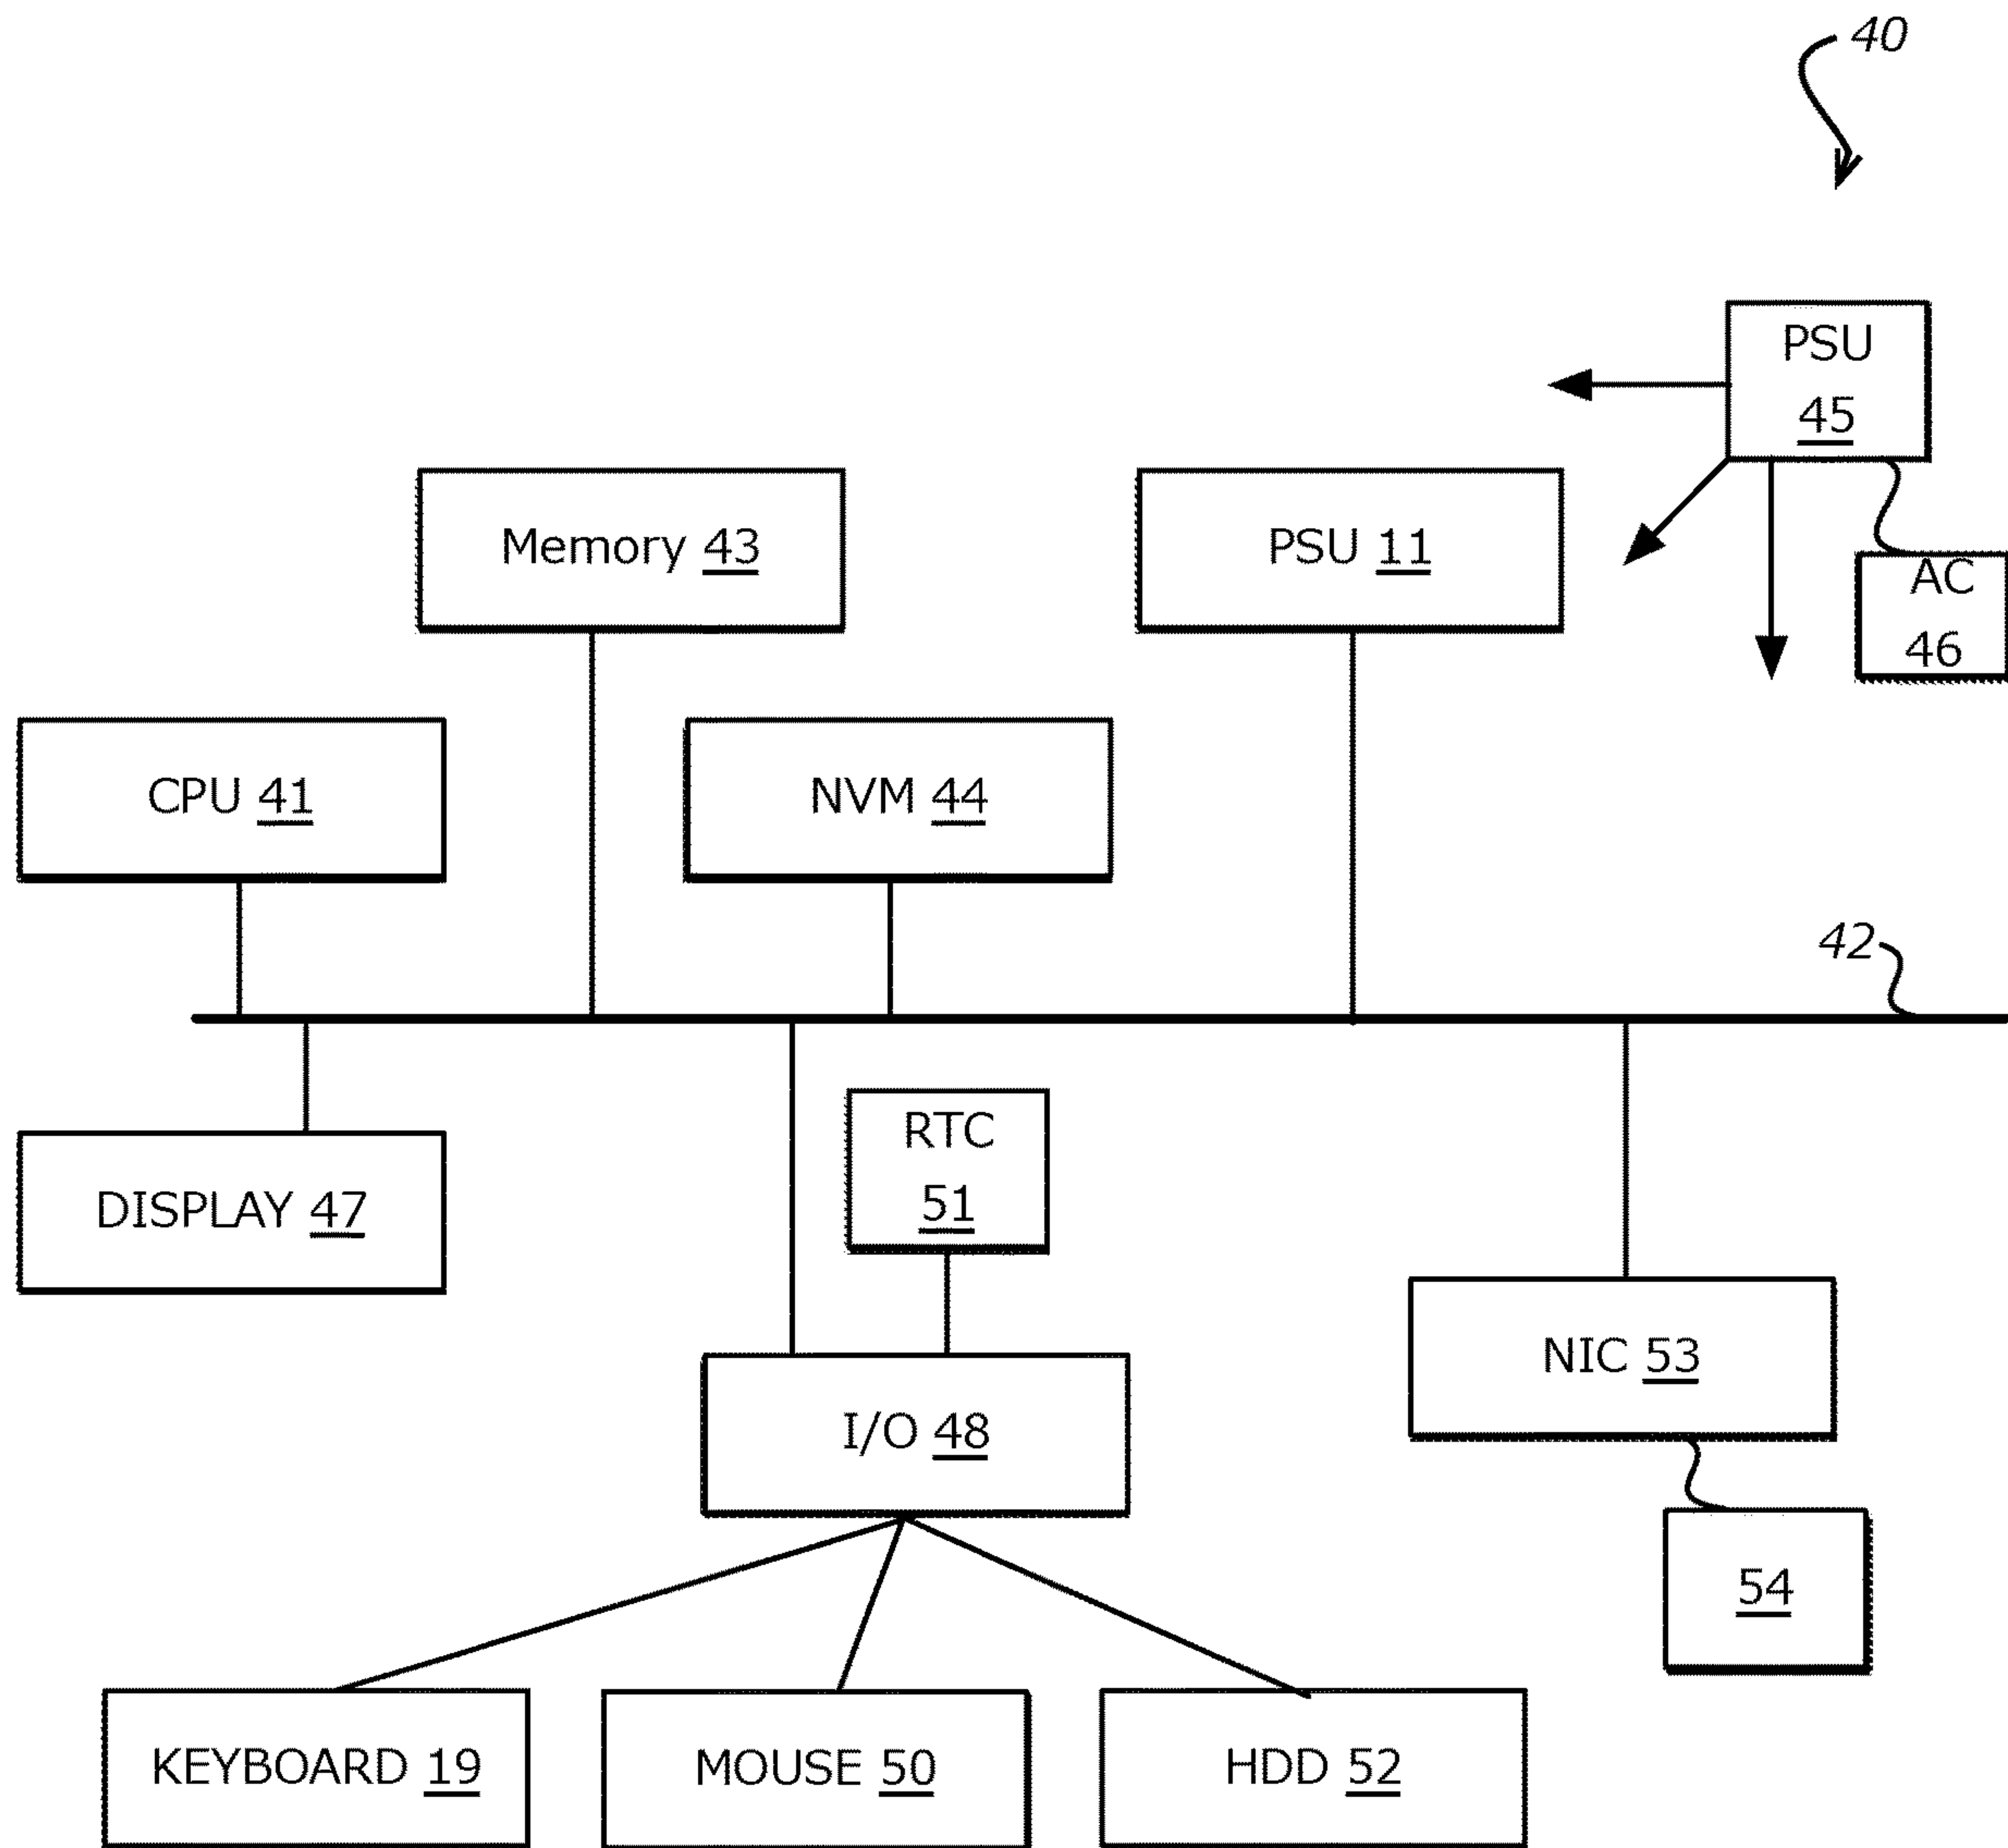 40
PSU
45
Memory 43
PSU 11
AC
46
CPU 41
NVM 44
42
RTC
51
DISPLAY 47
NIC 53
I/O 48
54
KEYBOARD 19
MOUSE 50
HDD 52